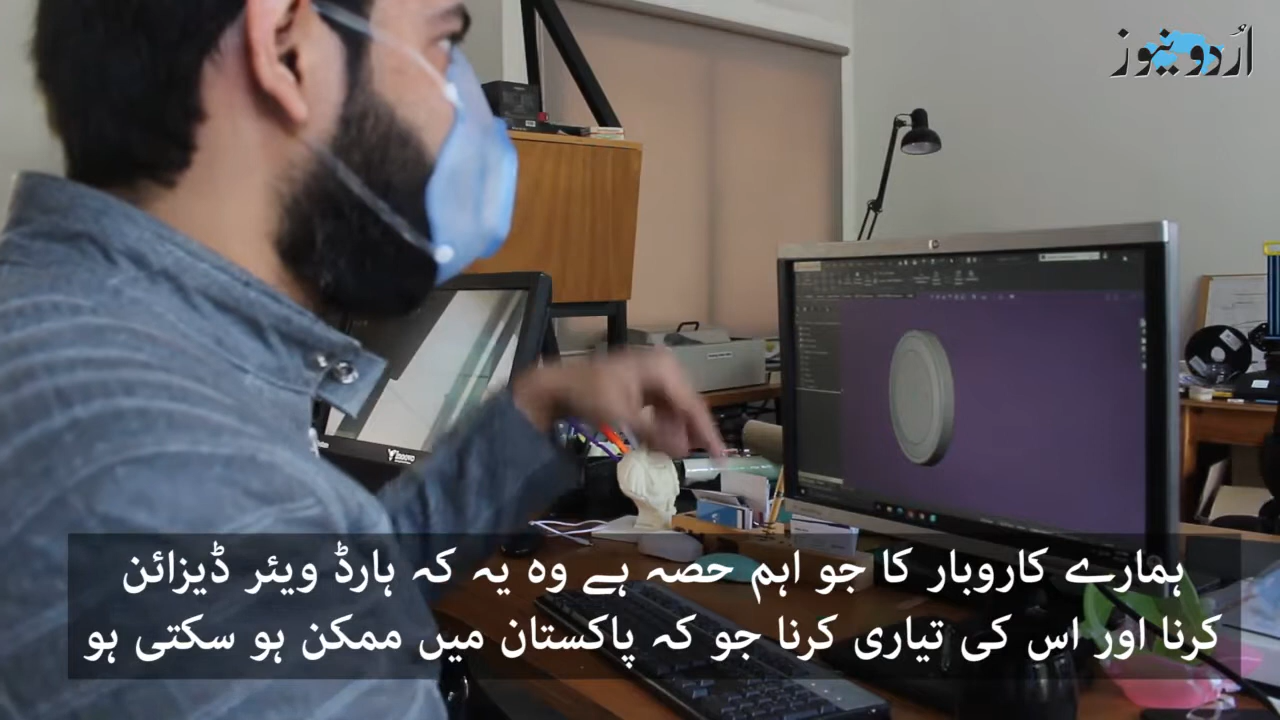 اُردو نیوز
ہمارے کاروبار کا جو اہم حصہ ہے وہ یہ کہ ہارڈ ویئر ڈیزائن
کرنا اور اس کی تیاری کرنا جو کہ پاکستان میں ممکن ہو سکتی ہو